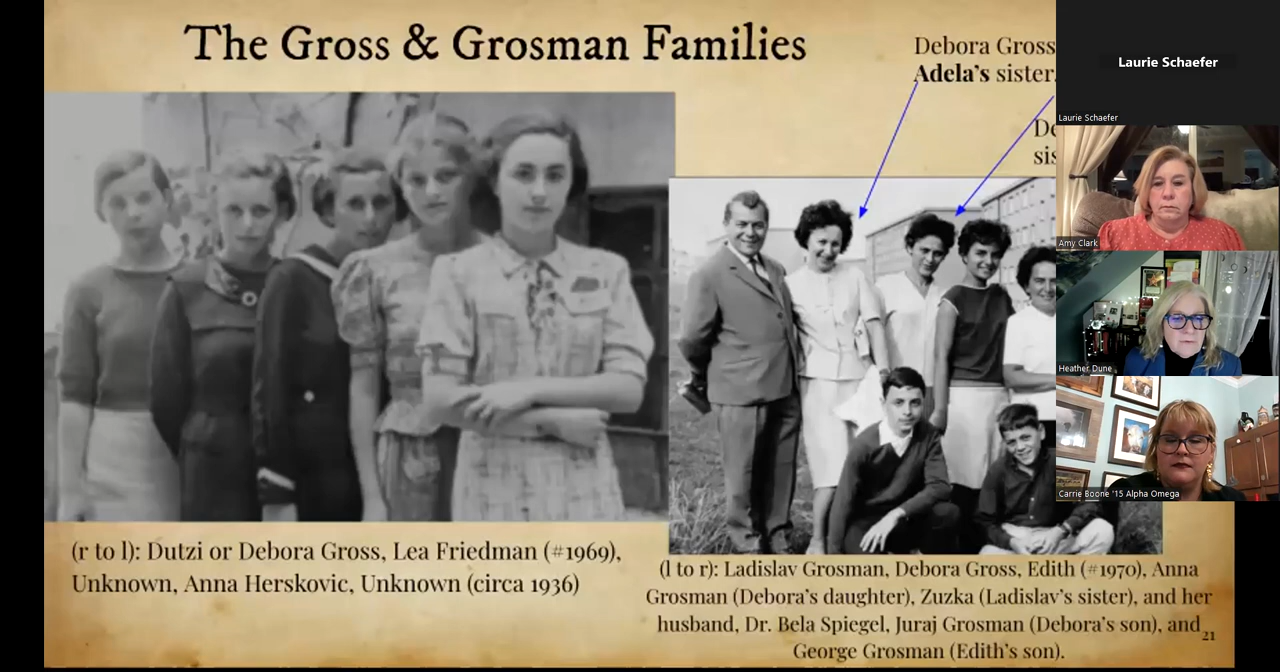 The Gross & Grosman Families
Debora Gross
Adela's sister.
De
sis
(r to l): Dutzi or Debora Gross, Lea Friedman (#1969),
Unknown, Anna Herskovic, Unknown (circa 1936)
(l to r): Ladislav Grosman, Debora Gross, Edith (#1970), Anna
Grosman (Debora's daughter), Zuzka (Ladislav's sister), and her
husband, Dr. Bela Spiegel, Juraj Grosman (Debora's son), and
George Grosman (Edith's son).
21
Laurie Schaefer
Laurie Schaefer
Amy Clark
Heather Dune
Carrie Boone '15 Alpha Omega